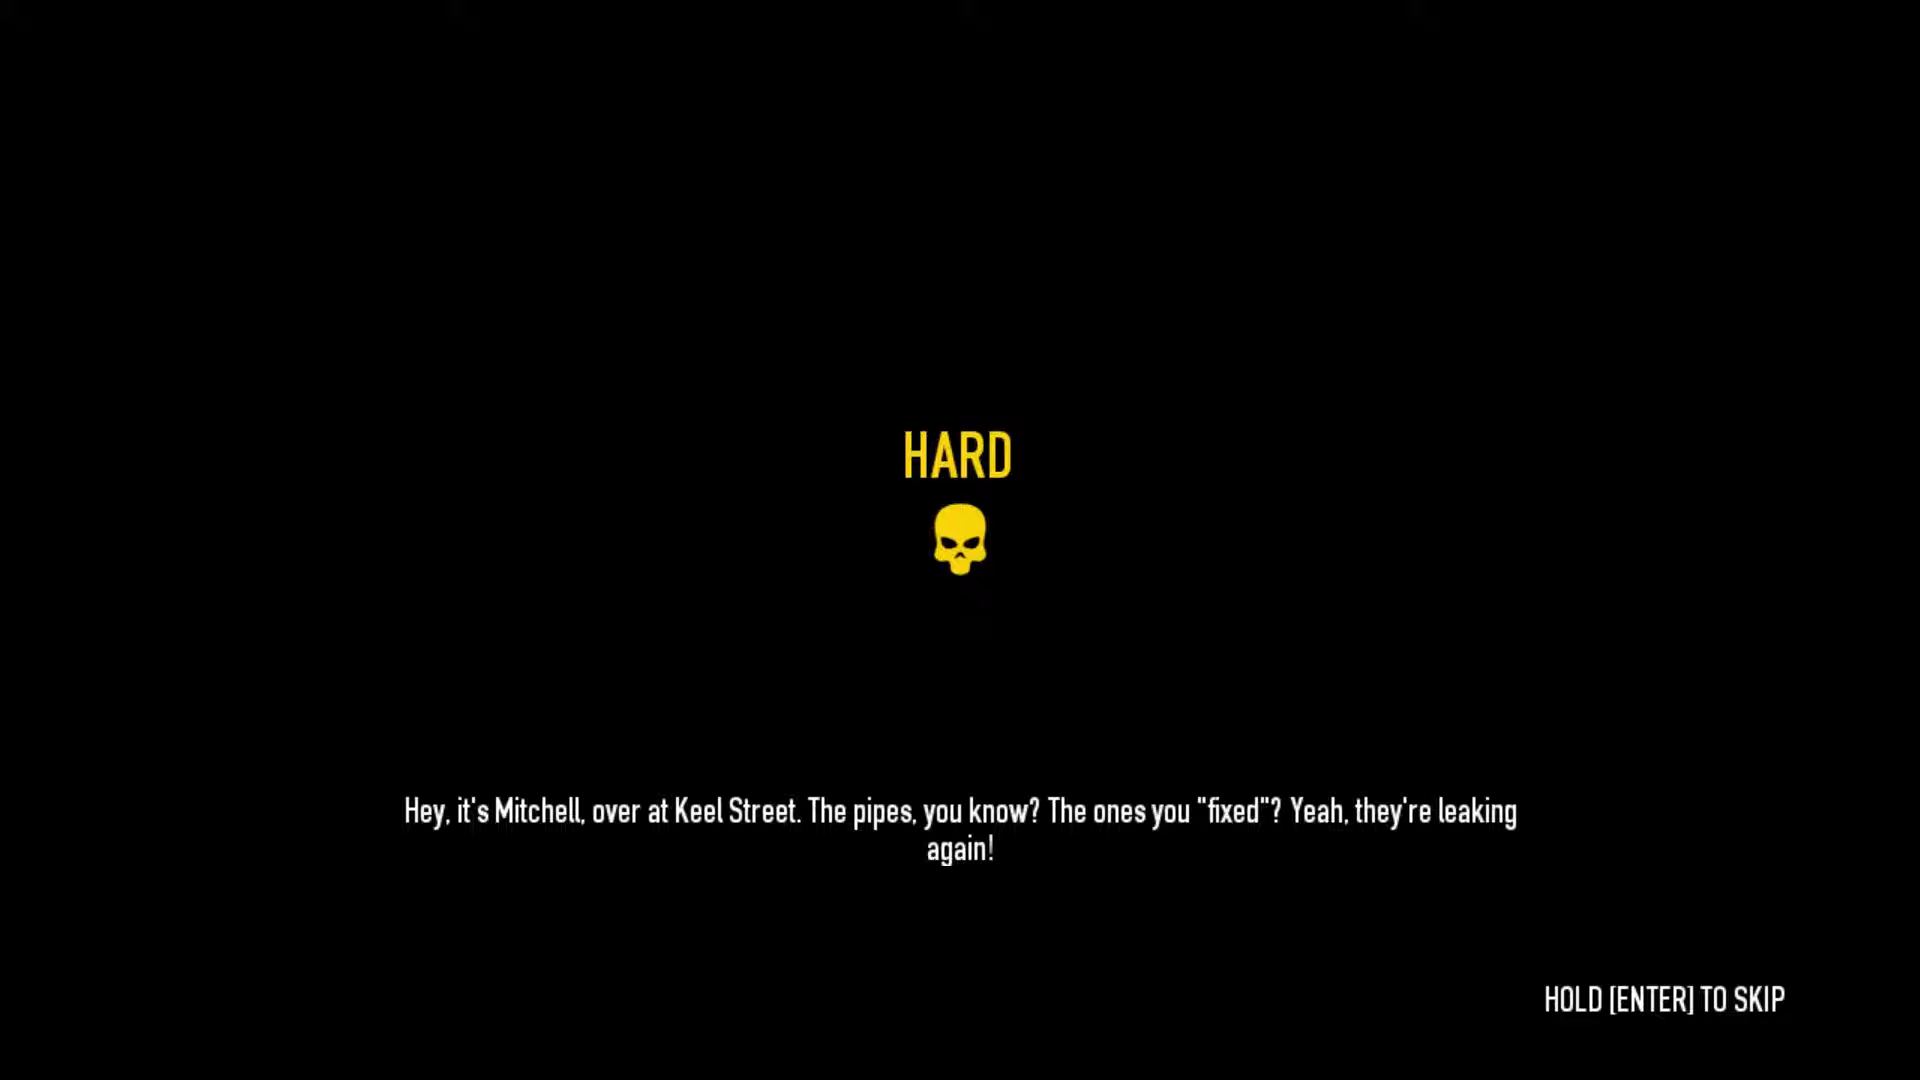 HARD
Hey, it's Mitchell, over at Keel Street. The pipes, you know? The ones you "fixed"? Yeah, they're leaking
again!
HOLD [ENTER] TO SKIP